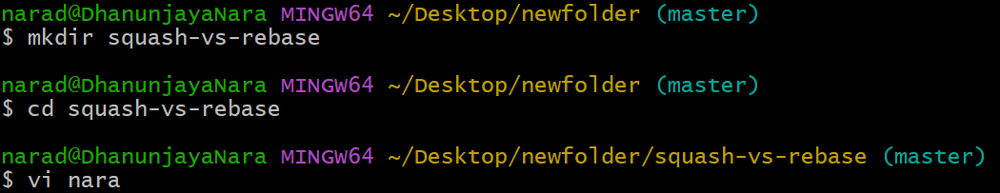 narad@DhanunjayaNara MINGW64 ~/Desktop/newfolder (master)
$ mkdir squash-vs-rebase
narad@DhanunjayaNara MINGW64 ~/Desktop/newfolder (master)
$ cd squash-vs-rebase
narad@DhanunjayaNara MINGW64 ~/Desktop/newfolder/squash-vs-rebase (master)
$ vi nara